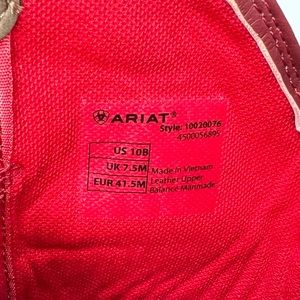 ARIAT
Style: 10020076
4500056895
US 10B
UK 7.5M
EUR 41.5M
Made in Vietnam
Leather Upper
Balance Manmade